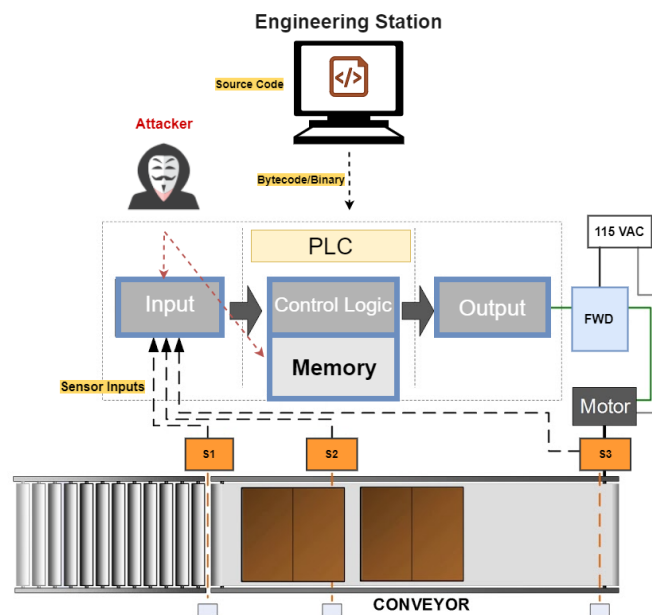 Engineering Station
Source Code
</>
Attacker
Bytecode/Binary
PLC
115 VAC
Input
Control Logic
Output
FWD
Memory
Sensor Inputs
Motor
S1
S2
S3
CONVEYOR